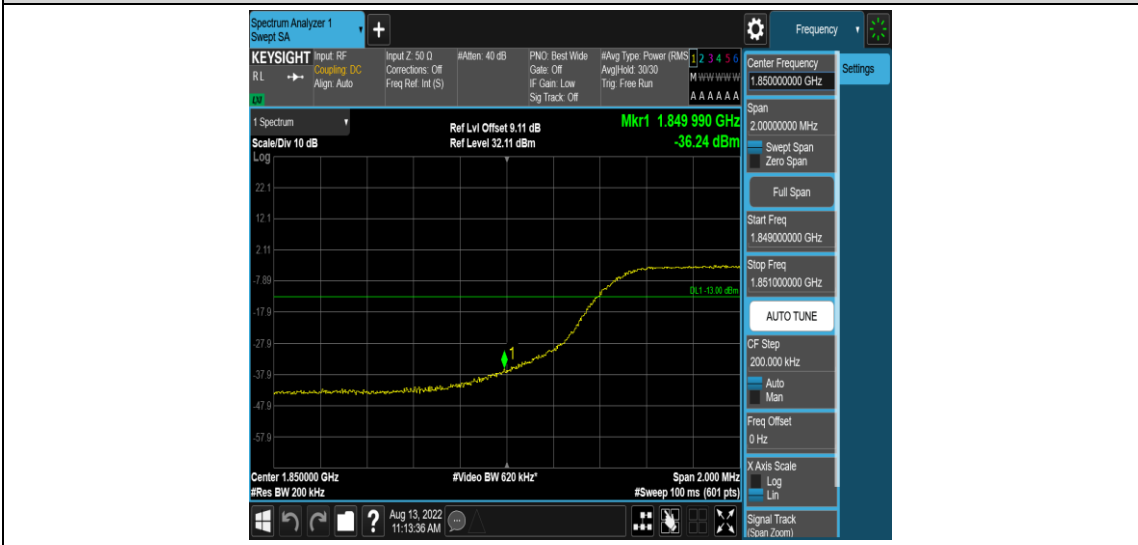 Spectrum Analyzer 1
Swept SA
+
Frequency
KEYSIGHT
RL
LXI
Input: RF
Coupling: DC
Align: Auto
Input Z: 50 Ω
Corrections: Off
Freq Ref: Int (S)
#Atten: 40 dB
PNO: Best Wide
Gate: Off
IF Gain: Low
Sig Track: Off
#Avg Type: Power (RMS
Avg|Hold: 30/30
Trig: Free Run
1 2 3 4 5 6
M W W W W W
A A A A A A
1 Spectrum
Scale/Div 10 dB
Log
Ref Lvl Offset 9.11 dB
Ref Level 32.11 dBm
Mkr1 1.849 990 GHz
-36.24 dBm
22.1
12.1
2.11
-7.89
DL1 -13.00 dBm
-17.9
-27.9
1
-37.9
-47.9
-57.9
Center 1.850000 GHz
#Res BW 200 kHz
#Video BW 620 kHz*
Span 2.000 MHz
#Sweep 100 ms (601 pts)
Aug 13, 2022
11:13:36 AM
?
Center Frequency
1.850000000 GHz
Settings
Span
2.00000000 MHz
Swept Span
Zero Span
Full Span
Start Freq
1.849000000 GHz
Stop Freq
1.851000000 GHz
AUTO TUNE
CF Step
200.000 kHz
Auto
Man
Freq Offset
0 Hz
X Axis Scale
Log
Lin
Signal Track
(Span Zoom)